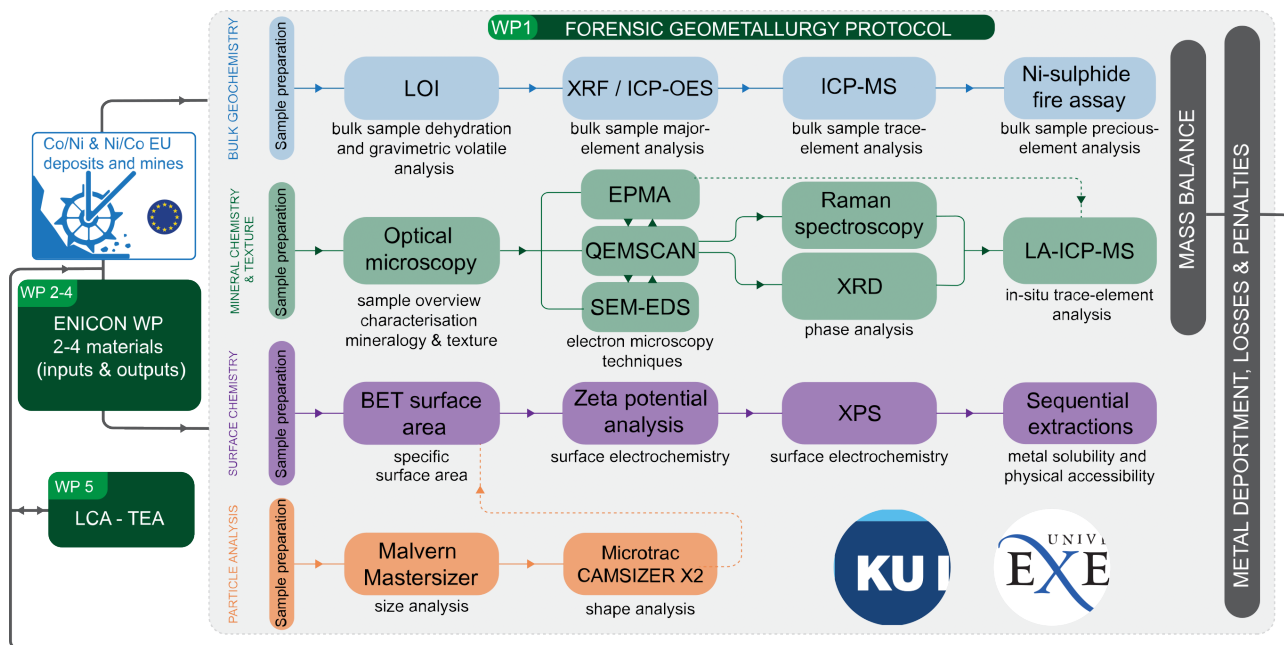 WP1
FORENSIC GEOMETALLURGY PROTOCOL
BULK GEOCHEMISTRY
Sample preparation
LOI
bulk sample dehydration
and gravimetric volatile
analysis
XRF / ICP-OES
bulk sample major-
element analysis
ICP-MS
bulk sample trace-
element analysis
Ni-sulphide
fire assay
bulk sample precious-
element analysis
Co/Ni & Ni/Co EU
deposits and mines
MINERAL CHEMISTRY
& TEXTURE
Sample preparation
Optical
microscopy
sample overview
characterisation
mineralogy & texture
EPMA
QEMSCAN
SEM-EDS
electron microscopy
techniques
Raman
spectroscopy
XRD
phase analysis
LA-ICP-MS
in-situ trace-element
analysis
MASS BALANCE
METAL DEPORTMENT, LOSSES & PENALTIES
WP 2-4
ENICON WP
2-4 materials
(inputs & outputs)
SURFACE CHEMISTRY
Sample preparation
BET surface
area
specific
surface area
Zeta potential
analysis
surface electrochemistry
XPS
surface electrochemistry
Sequential
extractions
metal solubility and
physical accessibility
WP 5
LCA - TEA
PARTICLE ANALYSIS
Sample preparation
Malvern
Mastersizer
size analysis
Microtrac
CAMSIZER X2
shape analysis
KU
UNIVE
EXE